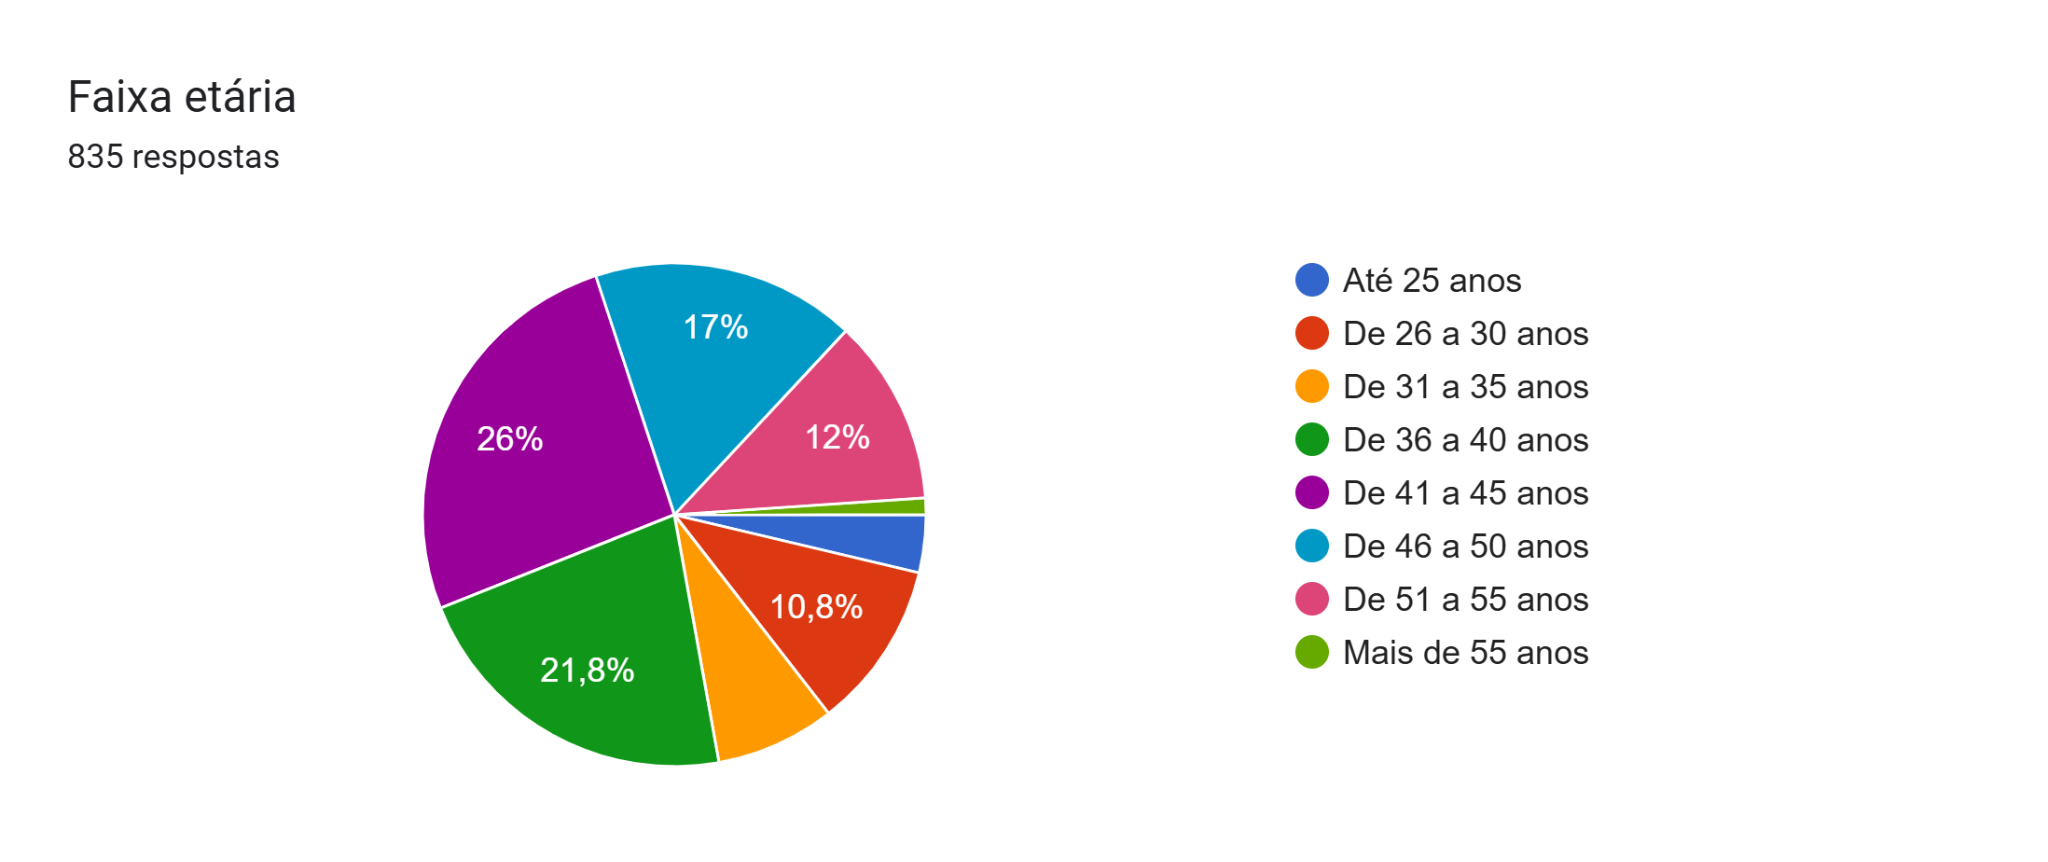 Faixa etária
835 respostas
17%
12%
26%
10,8%
21,8%
Até 25 anos
De 26 a 30 anos
De 31 a 35 anos
De 36 a 40 anos
De 41 a 45 anos
De 46 a 50 anos
De 51 a 55 anos
Mais de 55 anos